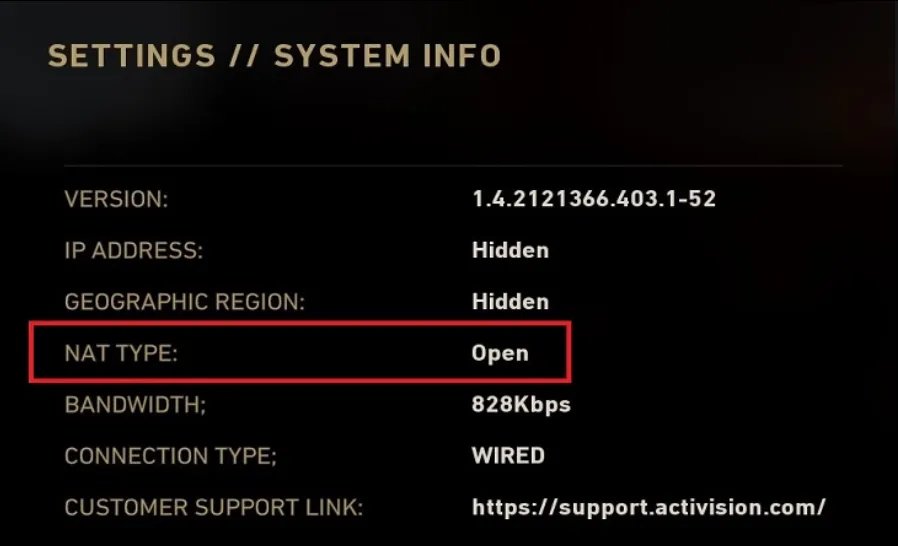 SETTINGS // SYSTEM INFO
VERSION: 1.4.2121366.403.1-52
IP ADDRESS: Hidden
GEOGRAPHIC REGION: Hidden
NAT TYPE: Open
BANDWIDTH; 828Kbps
CONNECTION TYPE; WIRED
CUSTOMER SUPPORT LINK: https://support.activision.com/